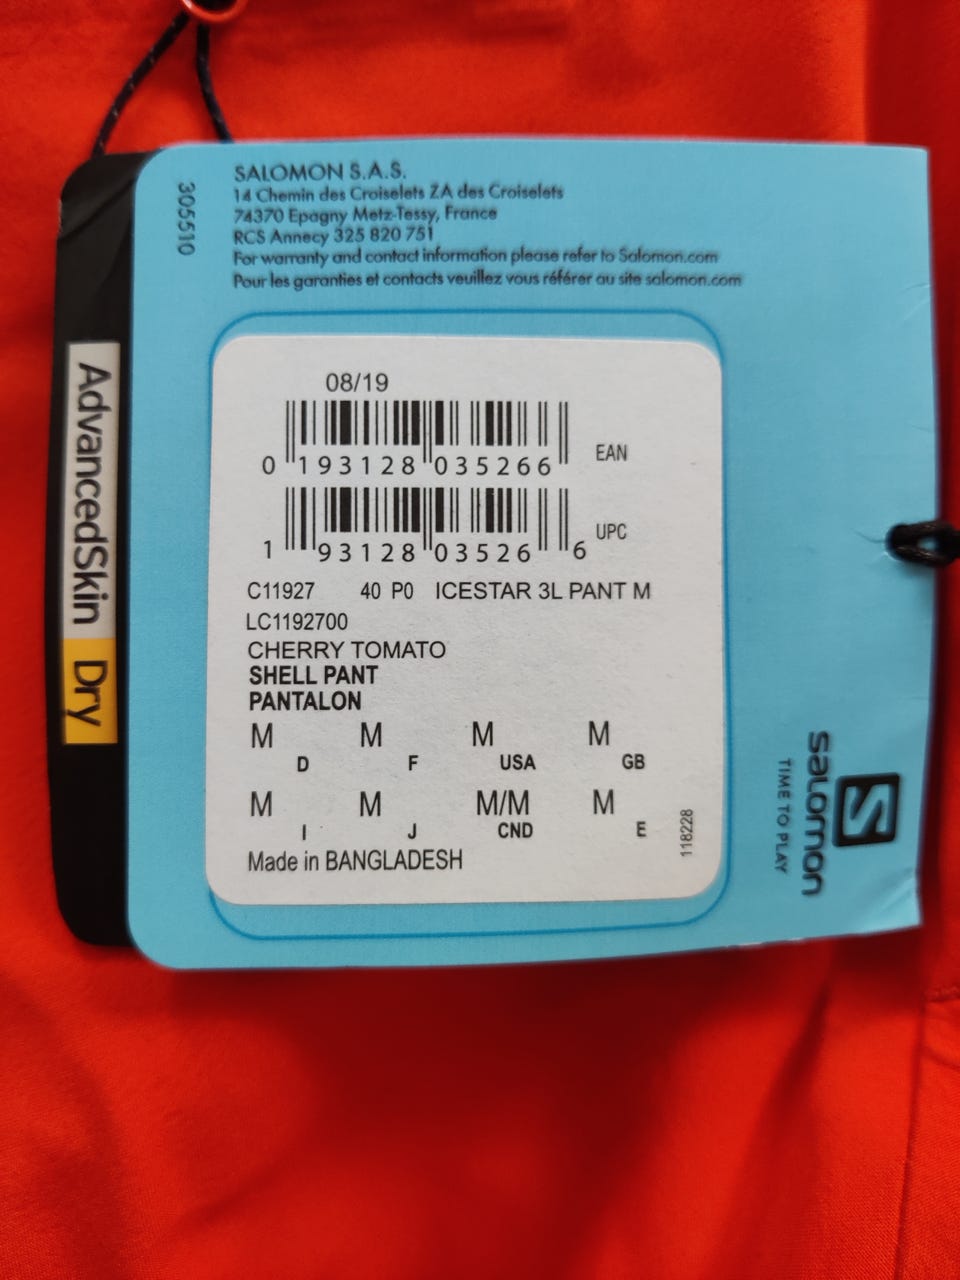 SALOMON S.A.S.
14 Chemin des Croiselets ZA des Croiselets
74370 Epagny Metz-Tessy, France
RCS Annecy 325 820 751
For warranty and contact information please refer to Salomon.com
Pour les garanties et contacts veuillez vous référer au site salomon.com
305510
AdvancedSkin Dry
08/19
0 193128 035266
EAN
1 93128 03526 6
UPC
C11927 40 P0 ICESTAR 3L PANT M
LC1192700
CHERRY TOMATO
SHELL PANT
PANTALON
M D M F M USA M GB
M I M J M/M CND M E
Made in BANGLADESH
118228
S
SALOMON
TIME TO PLAY